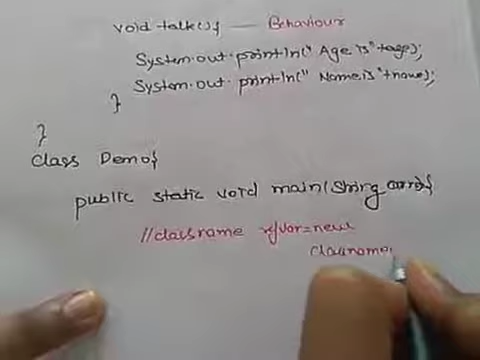 void talk(){ — Behaviour
System.out.println("Age is"+age);
System.out.println("Name is"+name);
}
}
class Demo{
public static void main(String args){
//classname refvar=new
classname